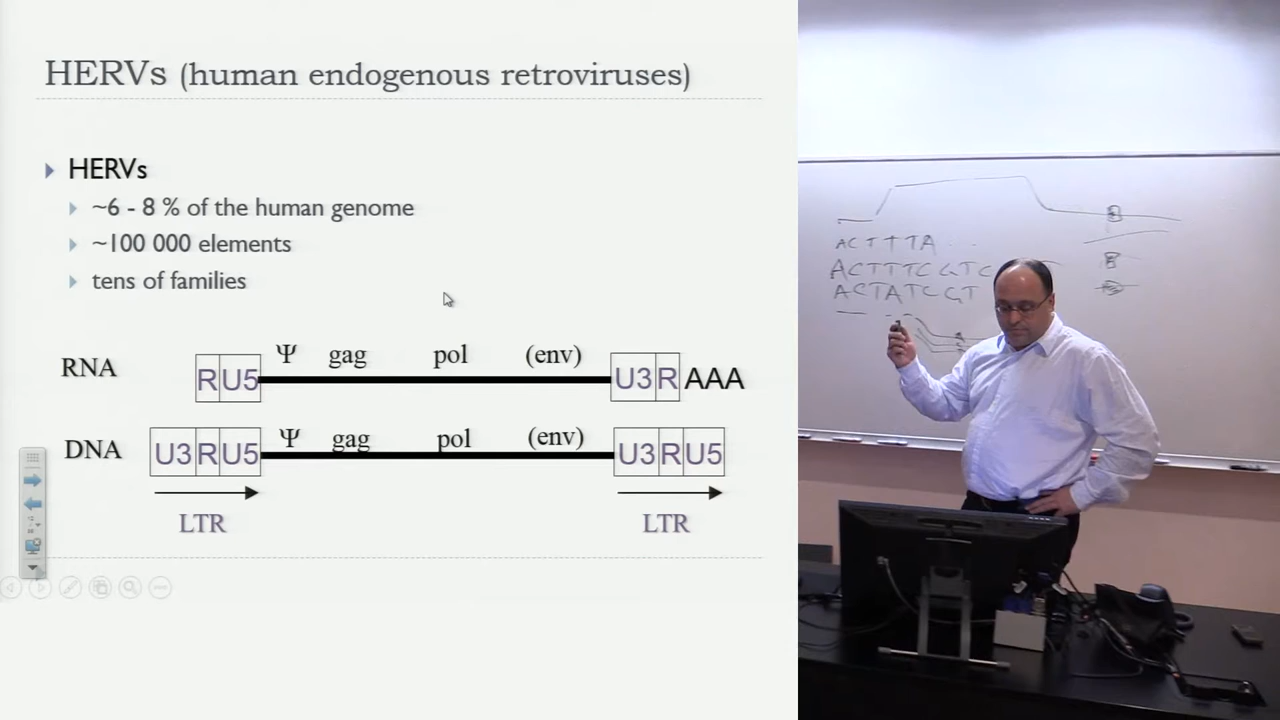 HERVs (human endogenous retroviruses)
HERVs
~6 - 8 % of the human genome
~100 000 elements
tens of families
RNA
R U5 Ψ gag pol (env) U3 R AAA
DNA
U3 R U5 Ψ gag pol (env) U3 R U5
LTR LTR
ACTTTA
ACTTTCGTC
ACTATCGT